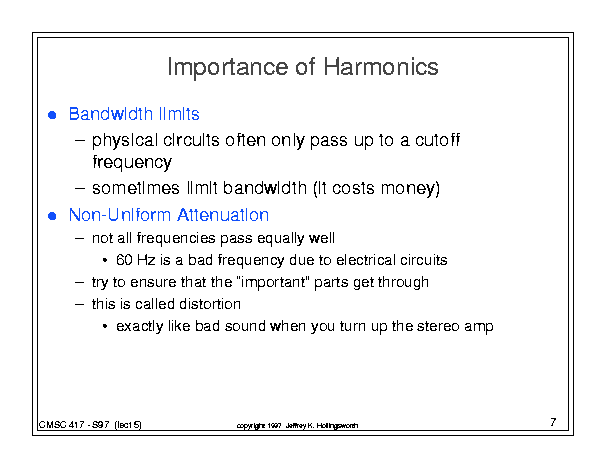 Importance of Harmonics
● Bandwidth limits
– physical circuits often only pass up to a cutoff
frequency
– sometimes limit bandwidth (it costs money)
● Non-Uniform Attenuation
– not all frequencies pass equally well
• 60 Hz is a bad frequency due to electrical circuits
– try to ensure that the "important" parts get through
– this is called distortion
• exactly like bad sound when you turn up the stereo amp
CMSC 417 - S97 (lect5)
copyright 1997 Jeffrey K. Hollingsworth
7